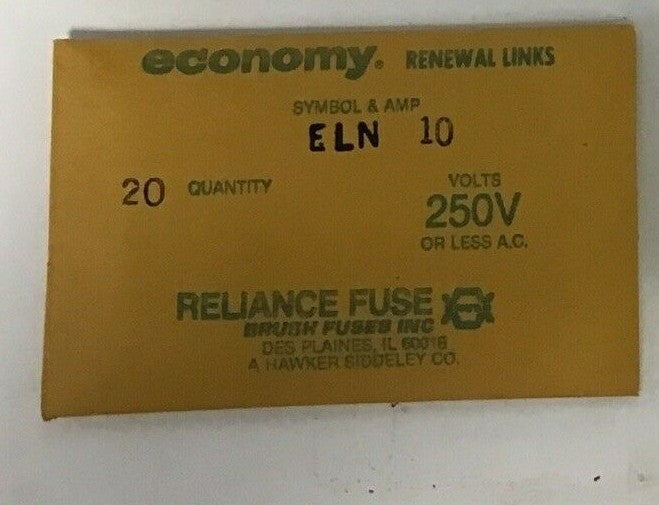 economy® RENEWAL LINKS
SYMBOL & AMP
ELN 10
20 QUANTITY
VOLTS
250V
OR LESS A.C.
RELIANCE FUSE
BRUSH FUSES INC
DES PLAINES, IL 60018
A HAWKER SIDDELEY CO.